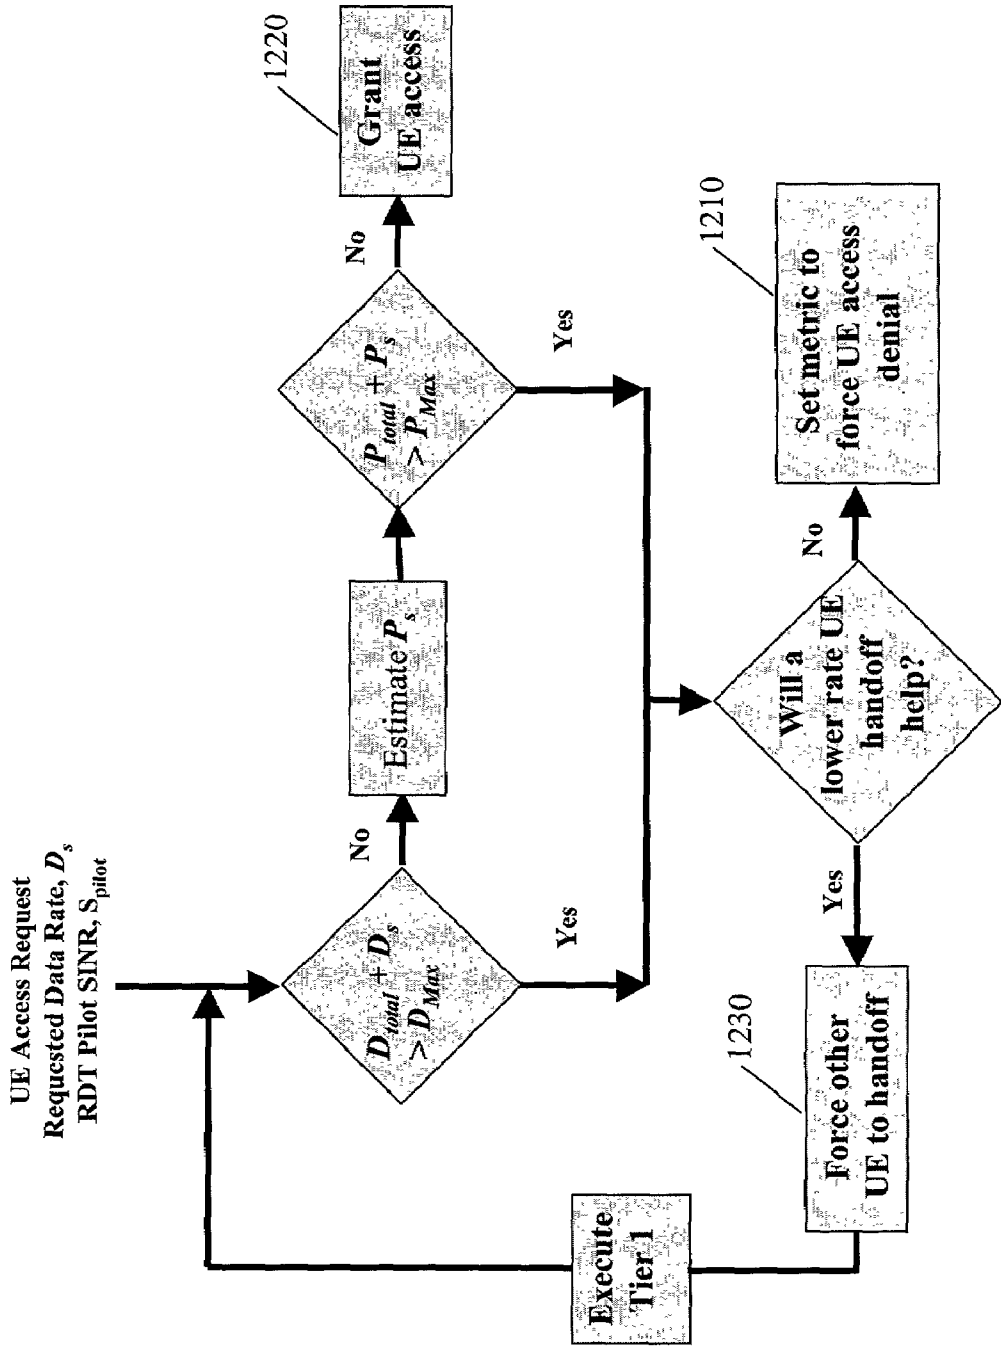 UE Access Request
Requested Data Rate, D_s
RDT Pilot SINR, S_pilot
D_total + D_s
> D_Max
No
Yes
Estimate P_s
P_total + P_s
> P_Max
No
Yes
Grant
UE access
1220
Will a
lower rate UE
handoff
help?
No
Yes
Set metric to
force UE access
denial
1210
Force other
UE to handoff
1230
Execute
Tier 1